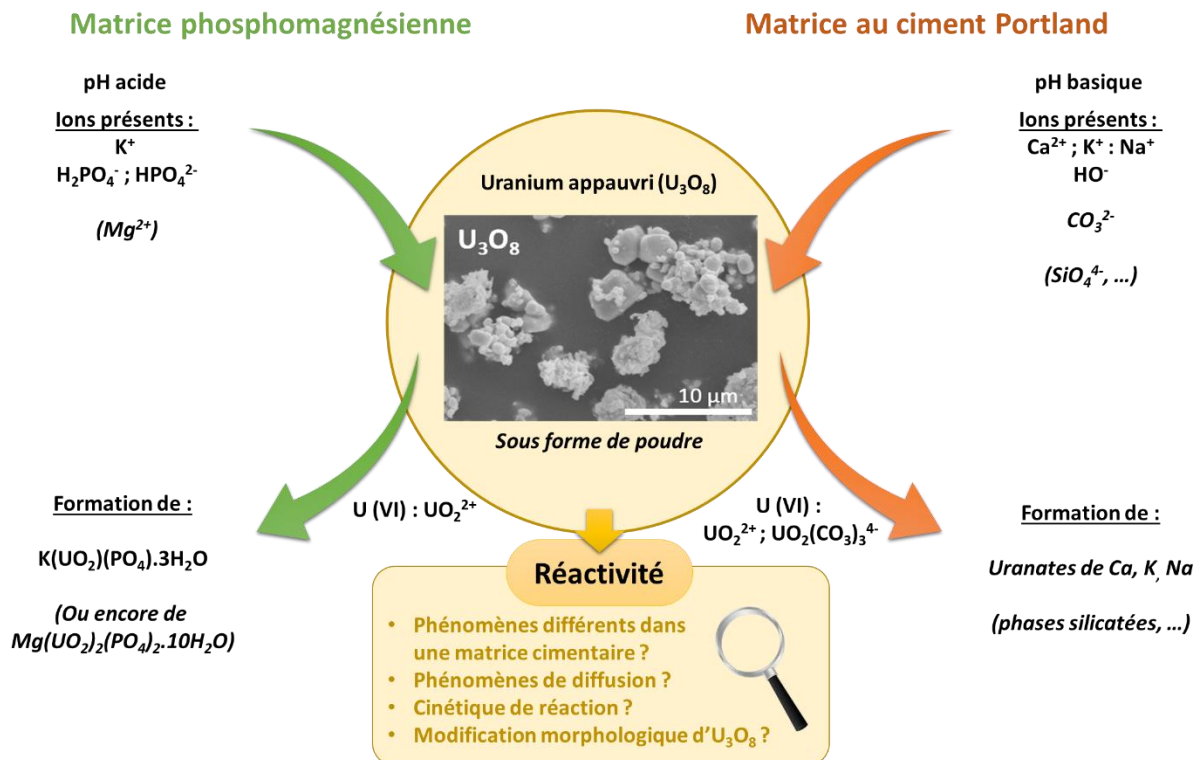 Matrice phosphomagnésienne
pH acide
Ions présents :
K⁺
H₂PO₄⁻ ; HPO₄²⁻
(Mg²⁺)
Matrice au ciment Portland
pH basique
Ions présents :
Ca²⁺ ; K⁺ : Na⁺
HO⁻
CO₃²⁻
(SiO₄⁴⁻, ...)
Uranium appauvri (U₃O₈)
U₃O₈
10 µm
Sous forme de poudre
U (VI) : UO₂²⁺
U (VI) :
UO₂²⁺ ; UO₂(CO₃)₃⁴⁻
Formation de :
K(UO₂)(PO₄).3H₂O
(Ou encore de
Mg(UO₂)₂(PO₄)₂.10H₂O)
Formation de :
Uranates de Ca, K, Na
(phases silicatées, ...)
Réactivité
• Phénomènes différents dans
une matrice cimentaire ?
• Phénomènes de diffusion ?
• Cinétique de réaction ?
• Modification morphologique d'U₃O₈ ?